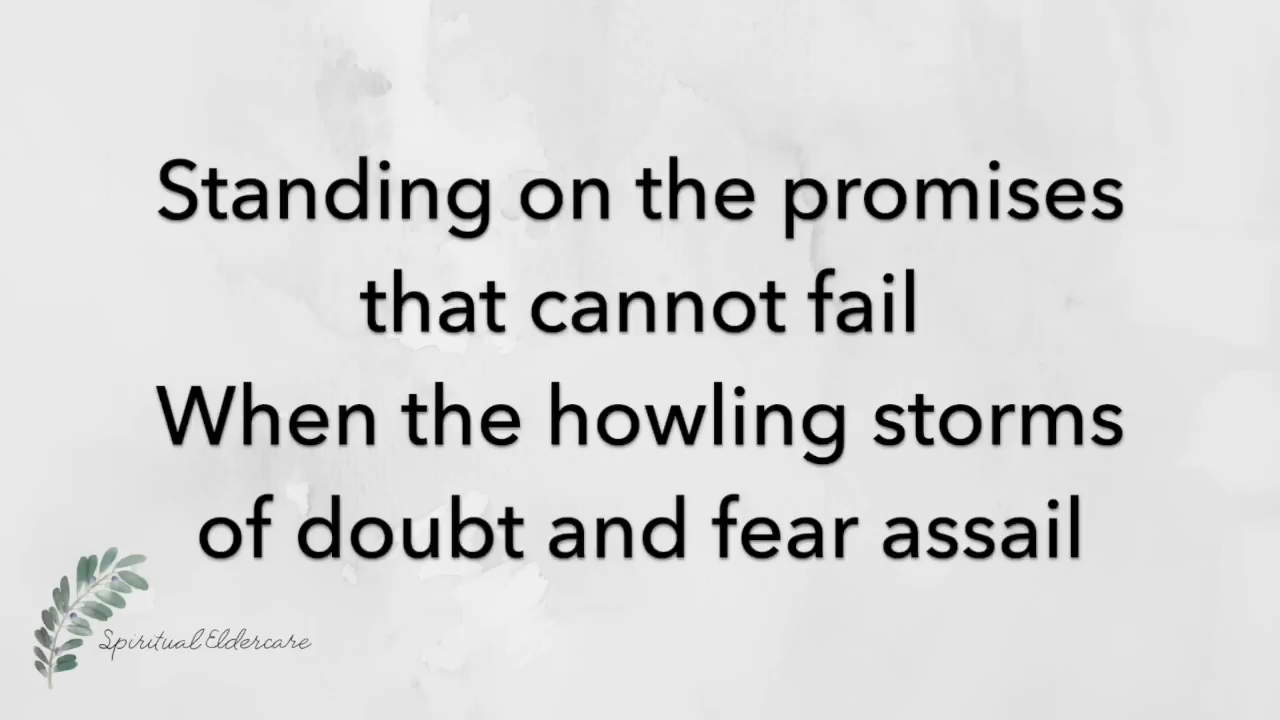 Standing on the promises
that cannot fail
When the howling storms
of doubt and fear assail
Spiritual Eldercare